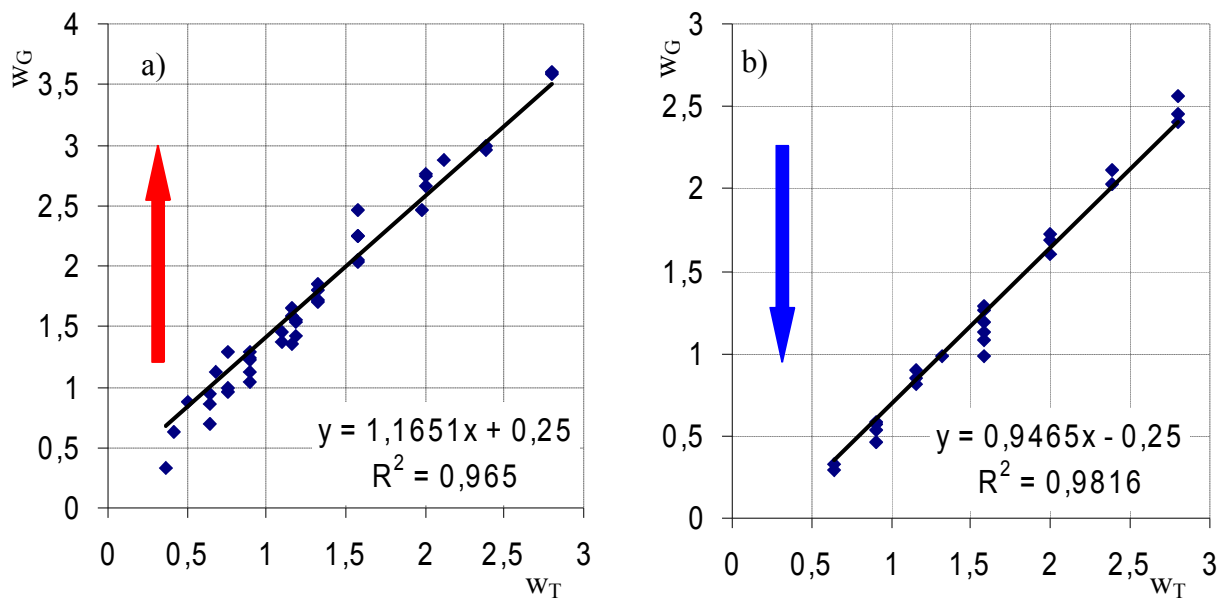 a)
w_G
4
3,5
3
2,5
2
1,5
1
0,5
0
0 0,5 1 1,5 2 2,5 3
w_T
y = 1,1651x + 0,25
R² = 0,965
b)
w_G
3
2,5
2
1,5
1
0,5
0
0 0,5 1 1,5 2 2,5 3
w_T
y = 0,9465x - 0,25
R² = 0,9816